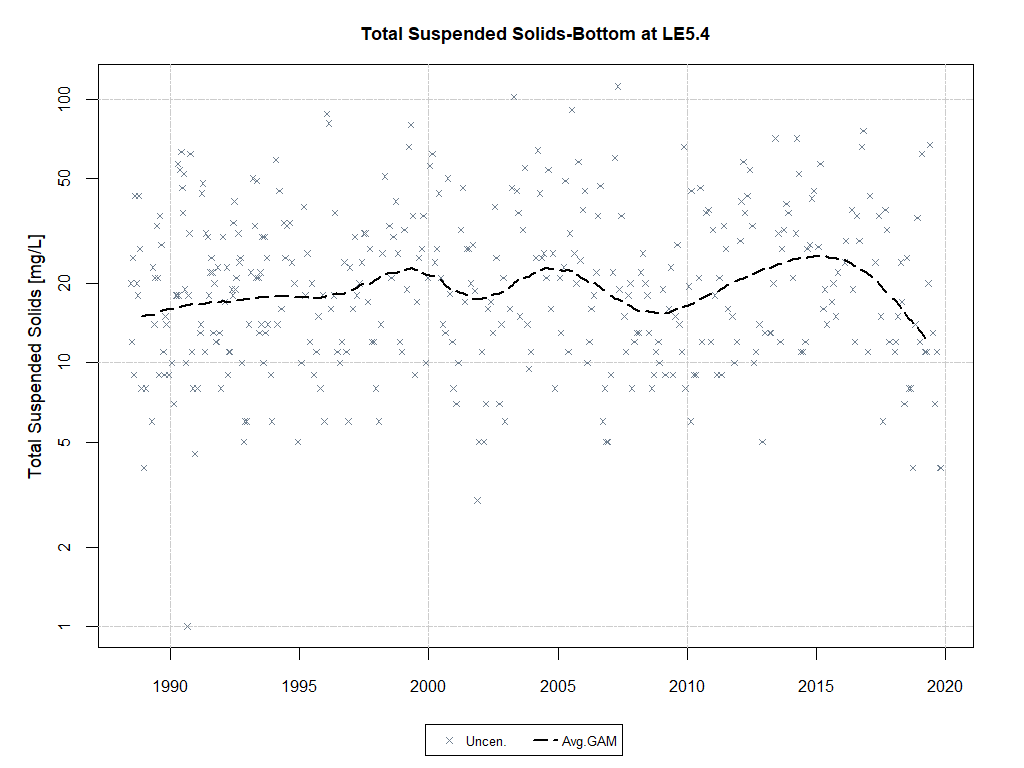 Total Suspended Solids-Bottom at LE5.4
Total Suspended Solids [mg/L]
100
50
20
10
5
2
1
1990 1995 2000 2005 2010 2015 2020
Uncen. Avg.GAM